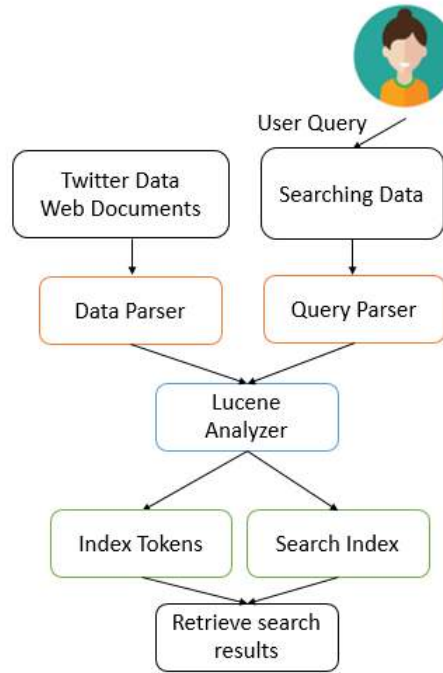 User Query
Twitter Data
Web Documents
Searching Data
Data Parser
Query Parser
Lucene
Analyzer
Index Tokens
Search Index
Retrieve search
results